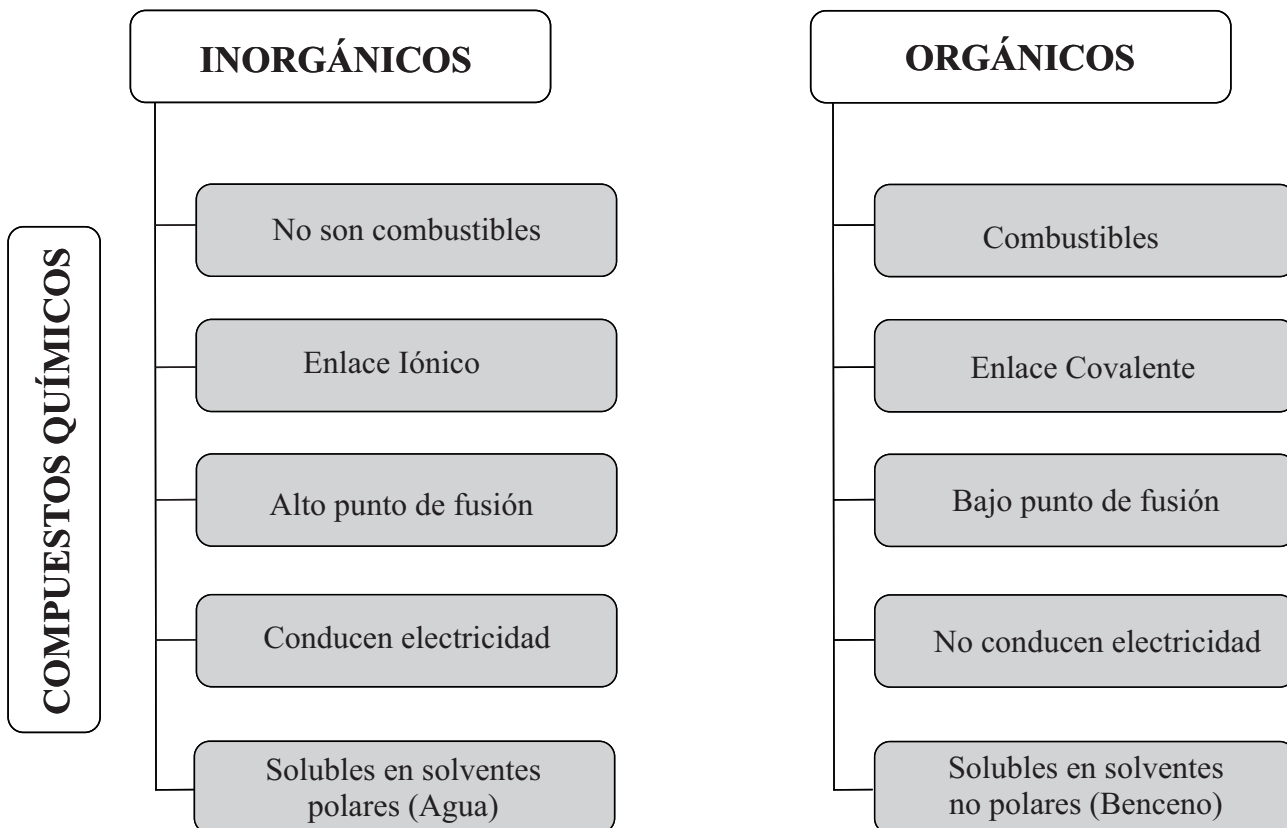 COMPUESTOS QUÍMICOS
INORGÁNICOS
No son combustibles
Enlace Iónico
Alto punto de fusión
Conducen electricidad
Solubles en solventes
polares (Agua)
ORGÁNICOS
Combustibles
Enlace Covalente
Bajo punto de fusión
No conducen electricidad
Solubles en solventes
no polares (Benceno)